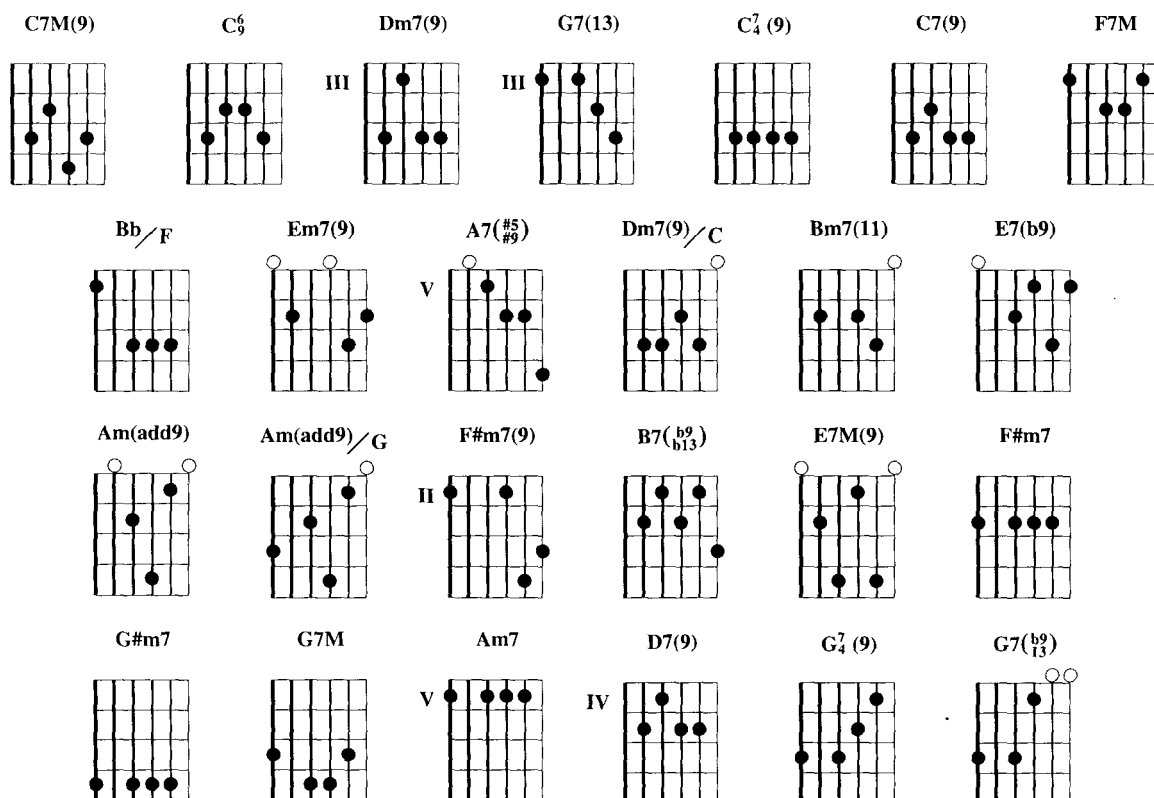 C7M(9) C6/9 Dm7(9) G7(13) C7/4 (9) C7(9) F7M
III III
Bb/F Em7(9) A7(#5/#9) Dm7(9)/C Bm7(11) E7(b9)
V
Am(add9) Am(add9)/G F#m7(9) B7(b9/b13) E7M(9) F#m7
II
G#m7 G7M Am7 D7(9) G7/4 (9) G7(b9/13)
V IV